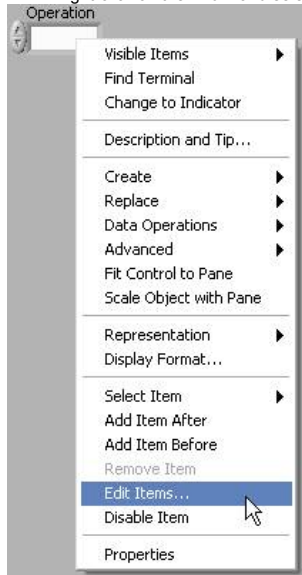 Operation
Visible Items
Find Terminal
Change to Indicator
Description and Tip...
Create
Replace
Data Operations
Advanced
Fit Control to Pane
Scale Object with Pane
Representation
Display Format...
Select Item
Add Item After
Add Item Before
Remove Item
Edit Items...
Disable Item
Properties